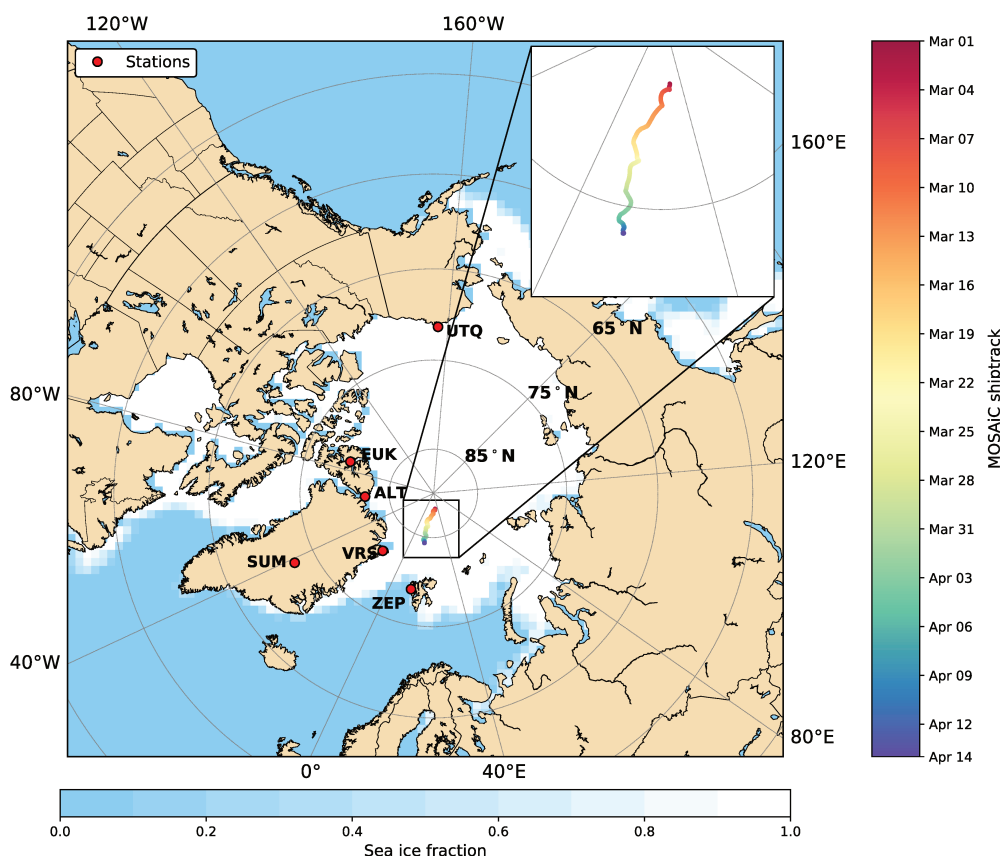 120°W
160°W
Stations
160°E
65°N
UTQ
75°N
80°W
EUK
85°N
120°E
ALT
VRS
SUM
ZEP
40°W
80°E
0°
40°E
Mar 01
Mar 04
Mar 07
Mar 10
Mar 13
Mar 16
Mar 19
Mar 22
Mar 25
Mar 28
Mar 31
Apr 03
Apr 06
Apr 09
Apr 12
Apr 14
MOSAiC shiptrack
0.0
0.2
0.4
0.6
0.8
1.0
Sea ice fraction